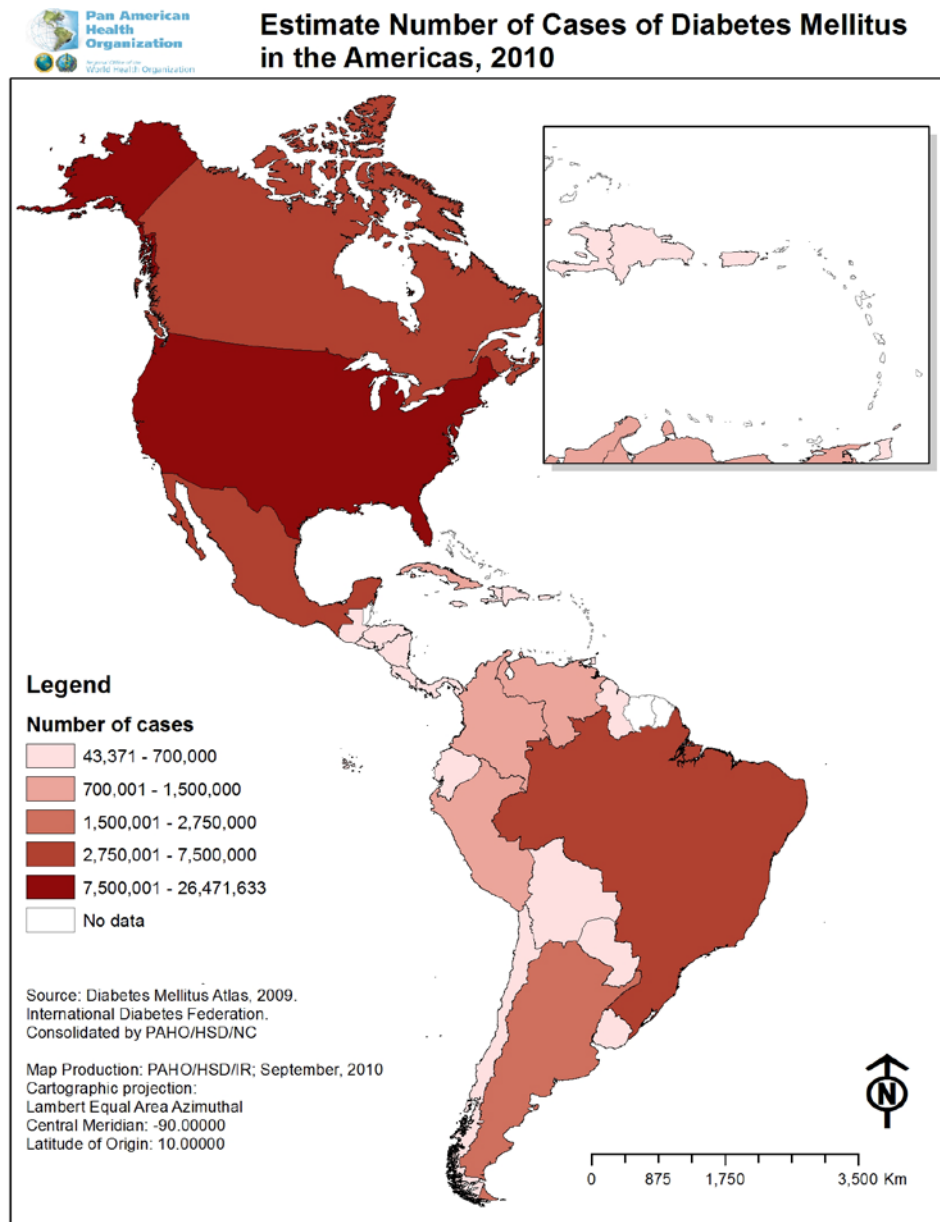 Pan American
Health
Organization
Regional Office of the
World Health Organization
Estimate Number of Cases of Diabetes Mellitus
in the Americas, 2010
Legend
Number of cases
43,371 - 700,000
700,001 - 1,500,000
1,500,001 - 2,750,000
2,750,001 - 7,500,000
7,500,001 - 26,471,633
No data
Source: Diabetes Mellitus Atlas, 2009.
International Diabetes Federation.
Consolidated by PAHO/HSD/NC
Map Production: PAHO/HSD/IR; September, 2010
Cartographic projection:
Lambert Equal Area Azimuthal
Central Meridian: -90.00000
Latitude of Origin: 10.00000
N
0 875 1,750 3,500 Km